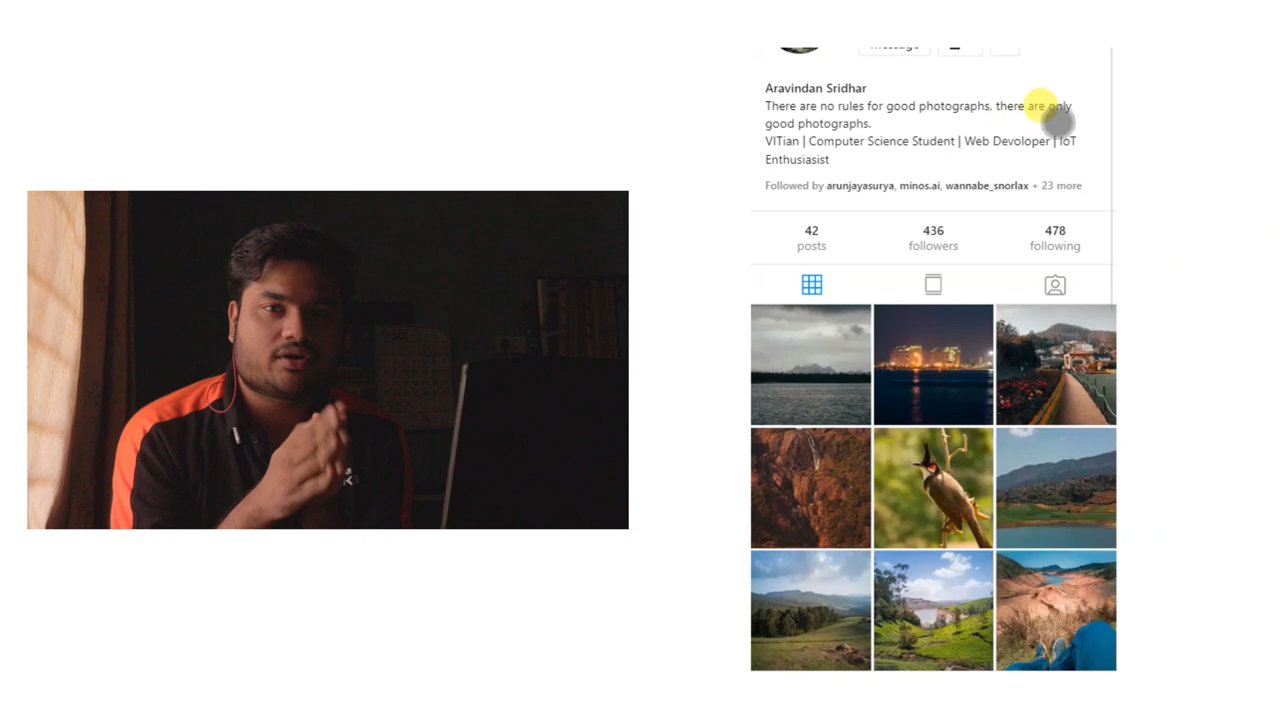 Message
Aravindan Sridhar
There are no rules for good photographs, there are only
good photographs.
VITian | Computer Science Student | Web Devoloper | IoT
Enthusiasist
Followed by arunjayasurya, minos.ai, wannabe_snorlax + 23 more
42 436 478
posts followers following